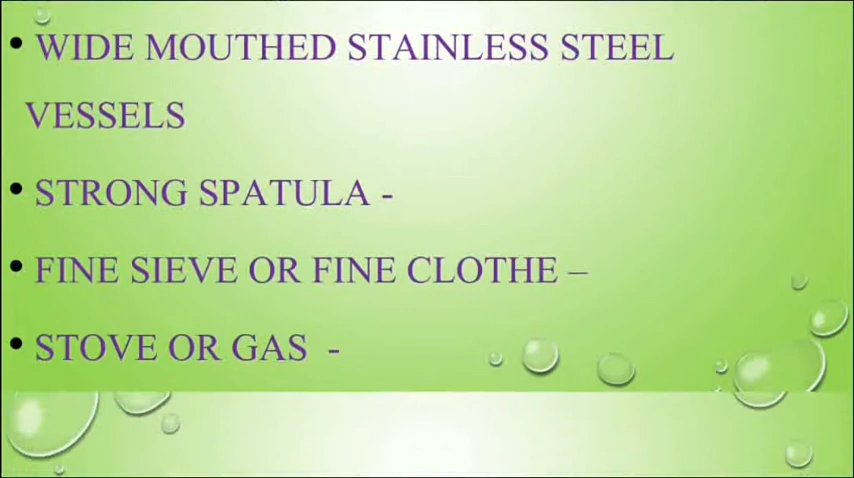 • WIDE MOUTHED STAINLESS STEEL
VESSELS
• STRONG SPATULA -
• FINE SIEVE OR FINE CLOTHE –
• STOVE OR GAS -